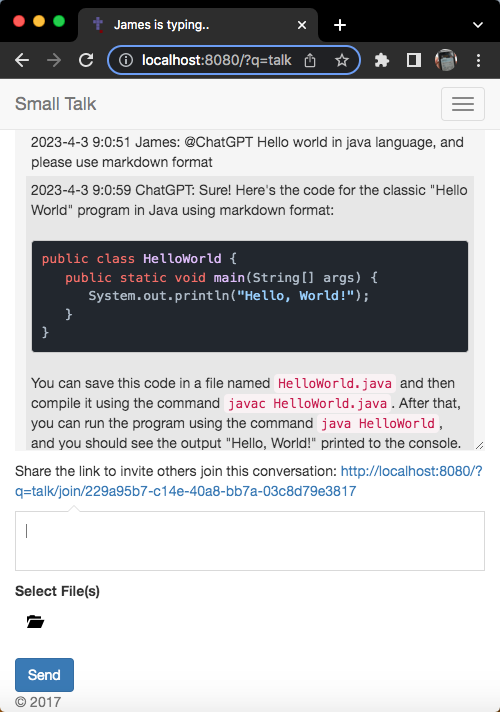 James is typing..
localhost:8080/?q=talk
Small Talk
2023-4-3 9:0:51 James: @ChatGPT Hello world in java language, and
please use markdown format
2023-4-3 9:0:59 ChatGPT: Sure! Here's the code for the classic "Hello
World" program in Java using markdown format:
public class HelloWorld {
public static void main(String[] args) {
System.out.println("Hello, World!");
}
}
You can save this code in a file named HelloWorld.java and then
compile it using the command javac HelloWorld.java. After that,
you can run the program using the command java HelloWorld,
and you should see the output "Hello, World!" printed to the console.
Share the link to invite others join this conversation: http://localhost:8080/?
q=talk/join/229a95b7-c14e-40a8-bb7a-03c8d79e3817
Select File(s)
Send
© 2017